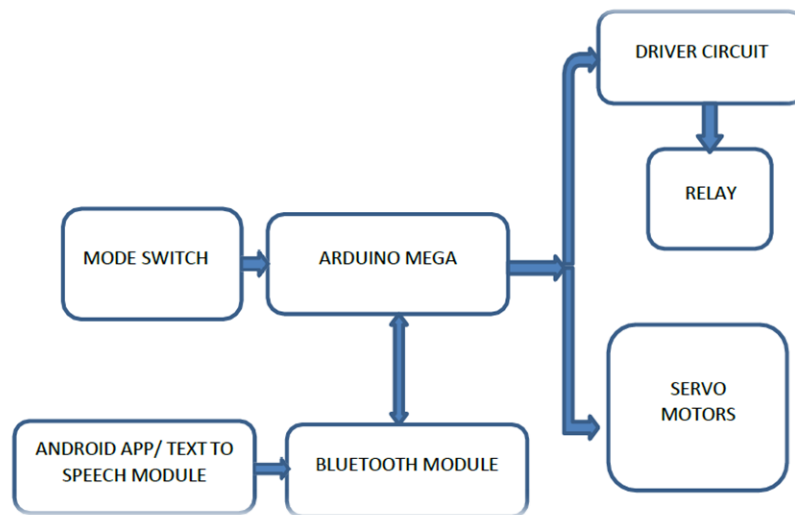 DRIVER CIRCUIT
RELAY
MODE SWITCH
ARDUINO MEGA
SERVO
MOTORS
ANDROID APP/ TEXT TO
SPEECH MODULE
BLUETOOTH MODULE